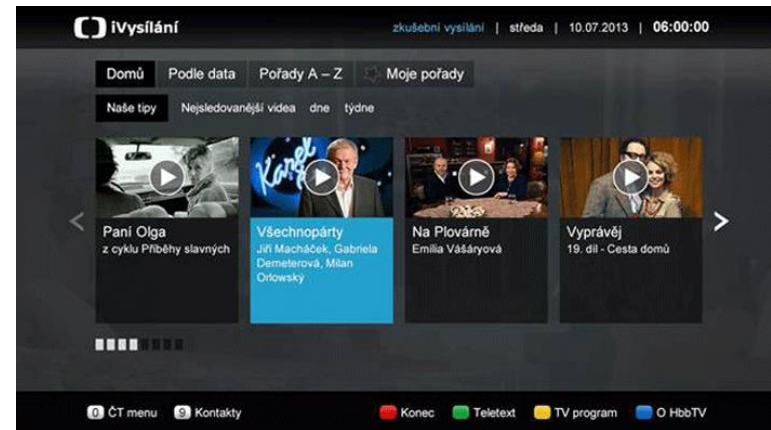 iVysílání
zkušební vysílání | středa | 10.07.2013 | 06:00:00
Domů Podle data Pořady A – Z Moje pořady
Naše tipy Nejsledovanější videa dne týdne
Karel
Paní Olga
z cyklu Příběhy slavných
Všechnopárty
Jiří Macháček, Gabriela
Demeterová, Milan
Orlowský
Na Plovárně
Emília Vášáryová
Vyprávěj
19. díl - Cesta domů
0 ČT menu 9 Kontakty Konec Teletext TV program O HbbTV